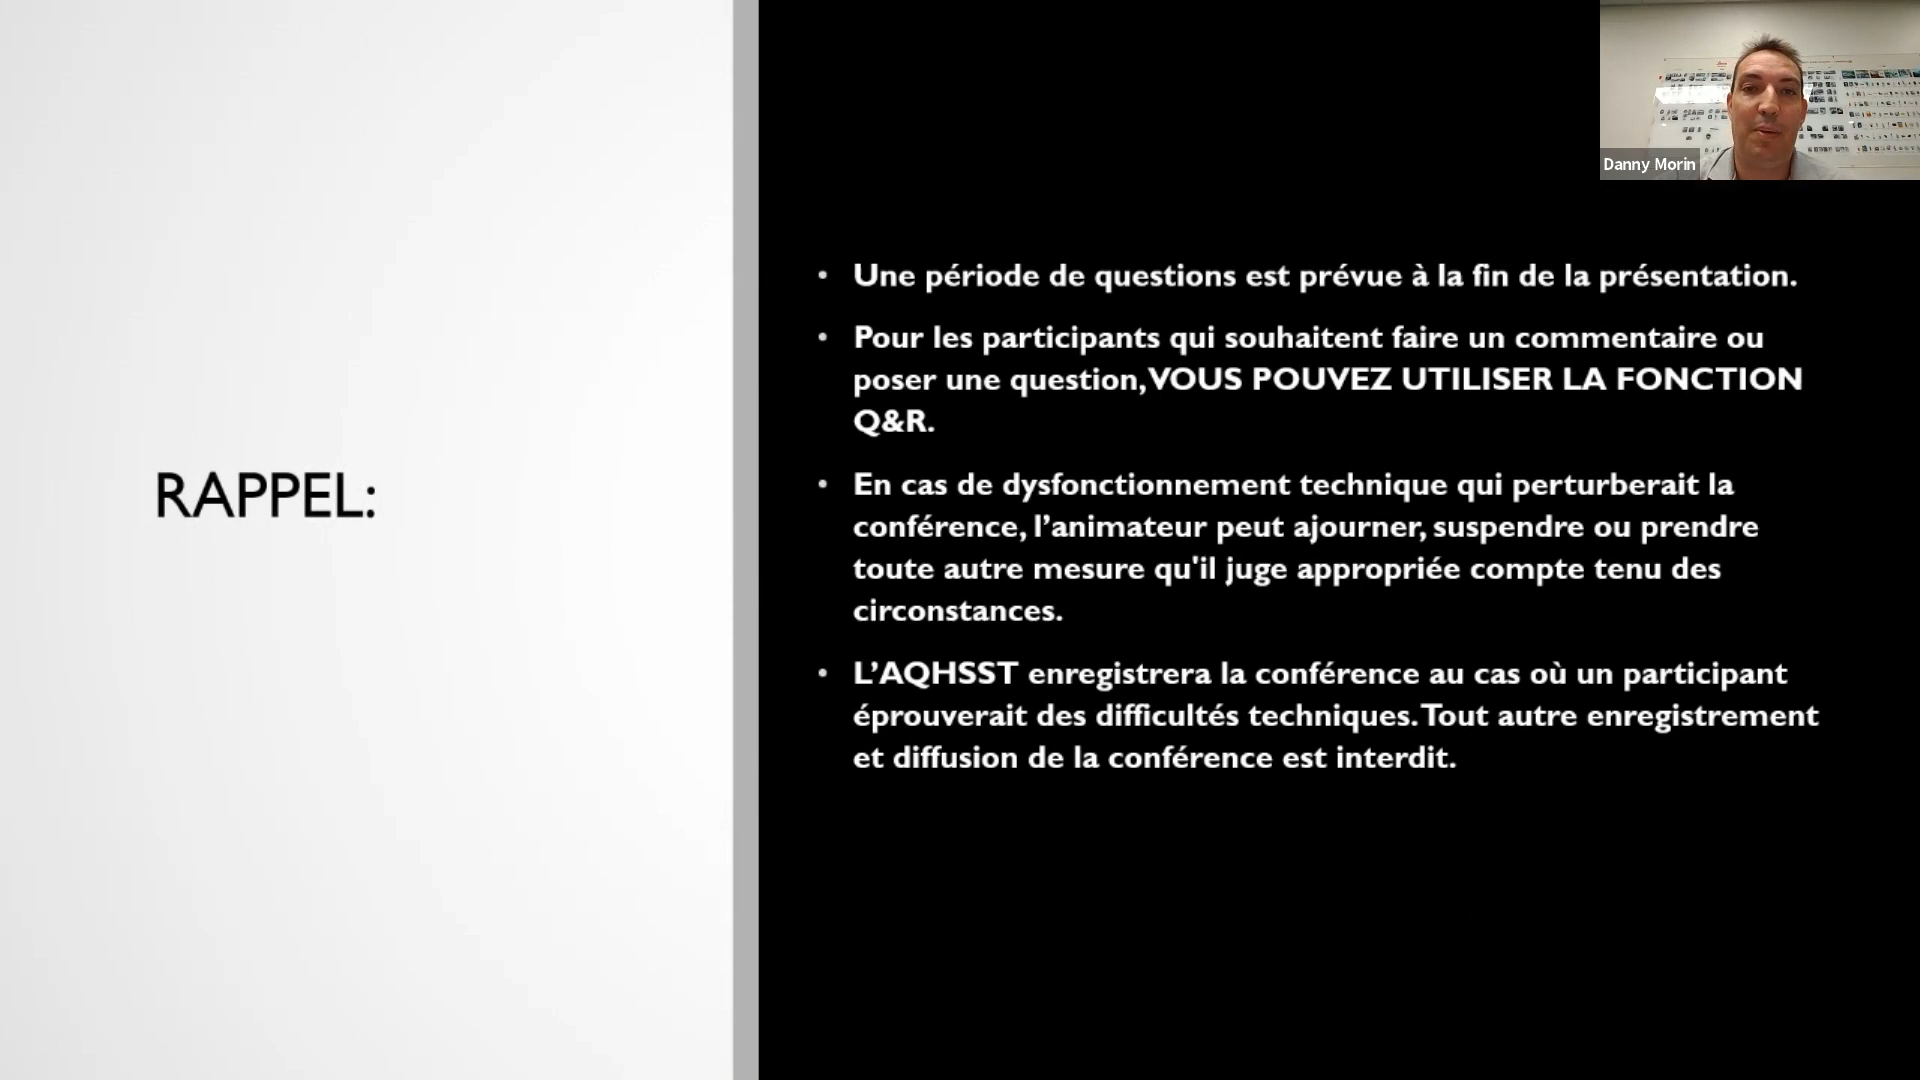 Danny Morin
RAPPEL:
• Une période de questions est prévue à la fin de la présentation.
• Pour les participants qui souhaitent faire un commentaire ou
poser une question, VOUS POUVEZ UTILISER LA FONCTION
Q&R.
• En cas de dysfonctionnement technique qui perturberait la
conférence, l’animateur peut ajourner, suspendre ou prendre
toute autre mesure qu'il juge appropriée compte tenu des
circonstances.
• L’AQHSST enregistrera la conférence au cas où un participant
éprouverait des difficultés techniques. Tout autre enregistrement
et diffusion de la conférence est interdit.